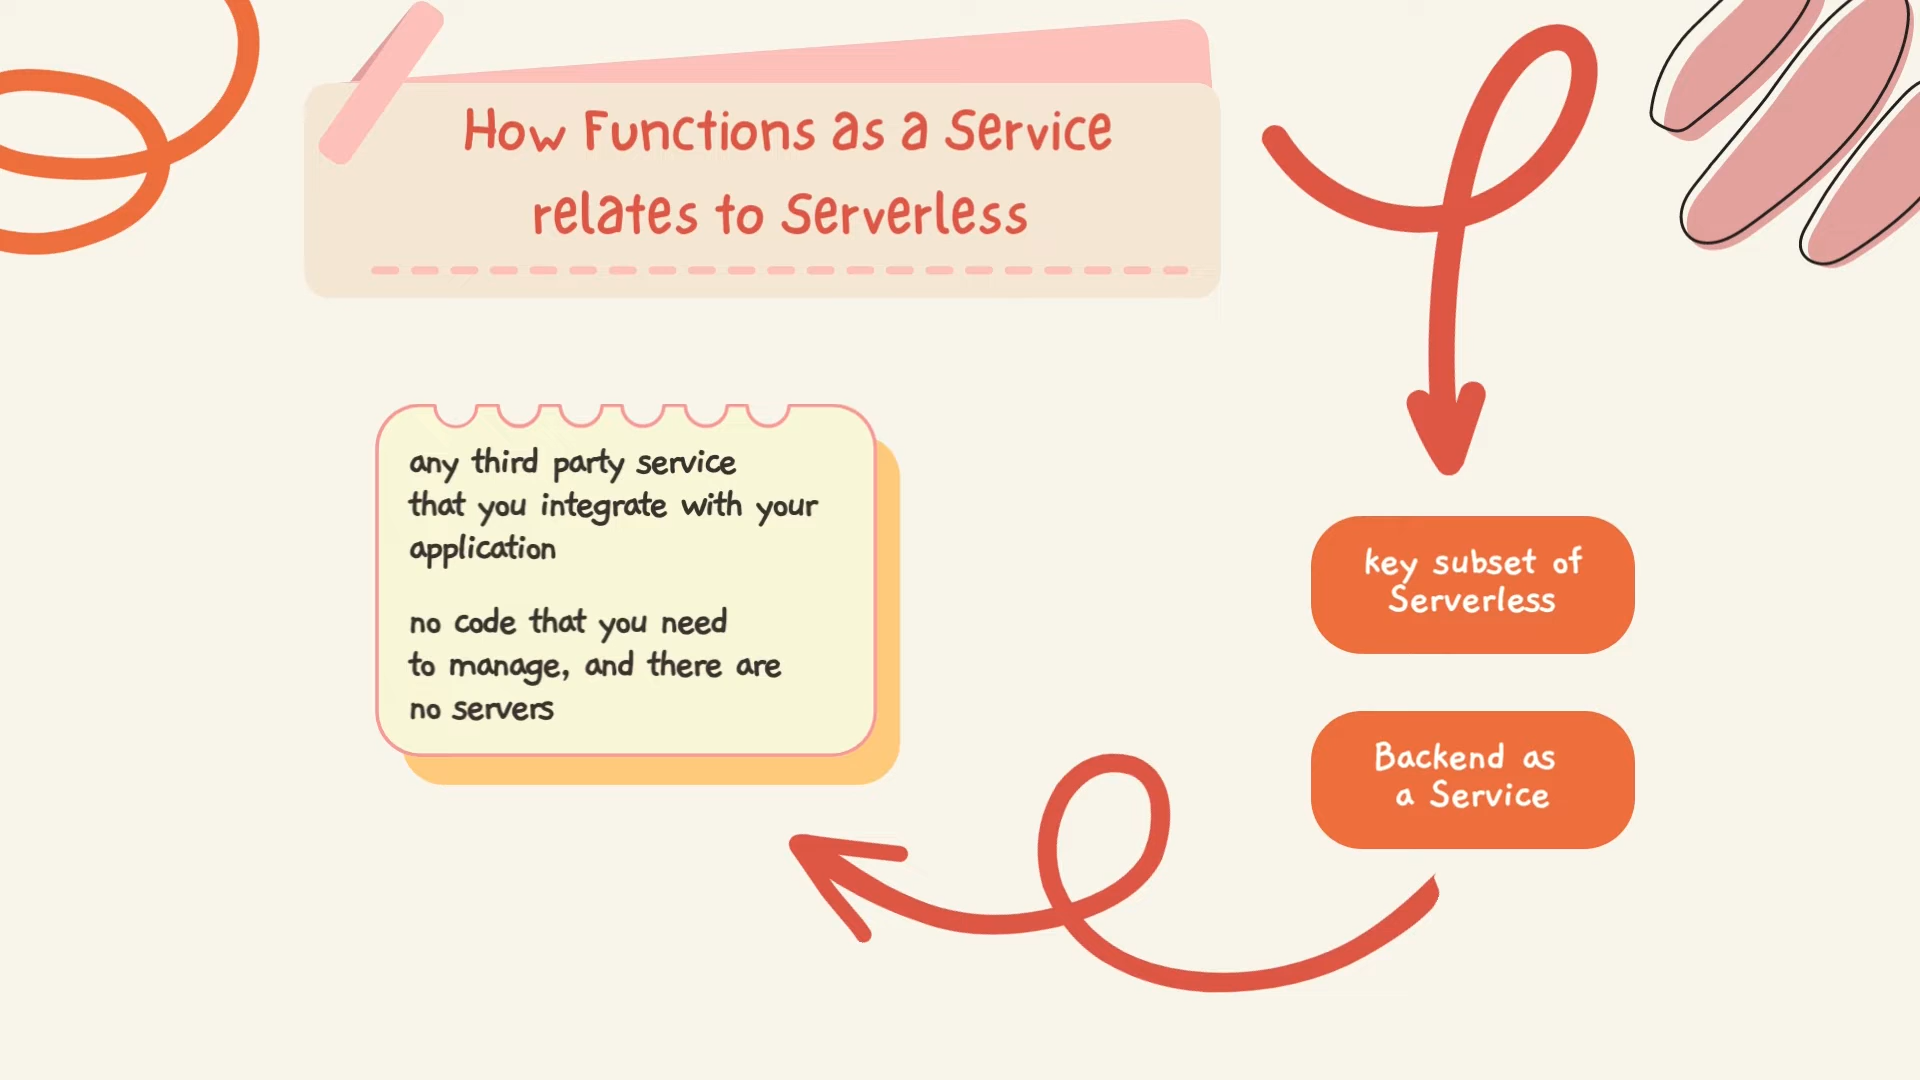 How Functions as a Service
relates to Serverless
any third party service
that you integrate with your
application
no code that you need
to manage, and there are
no servers
key subset of
Serverless
Backend as
a Service